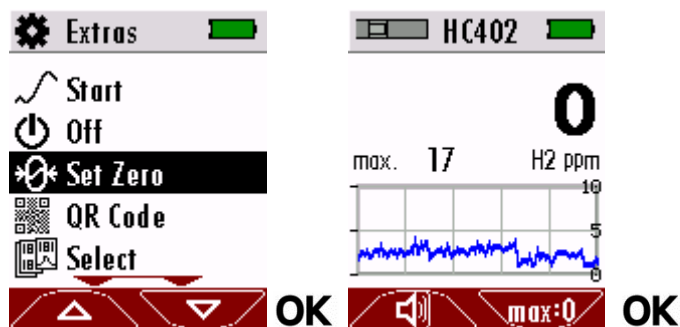 Extras
Start
Off
Set Zero
QR Code
Select
OK
HC402
0
max. 17 H2 ppm
10
5
0
max:0
OK